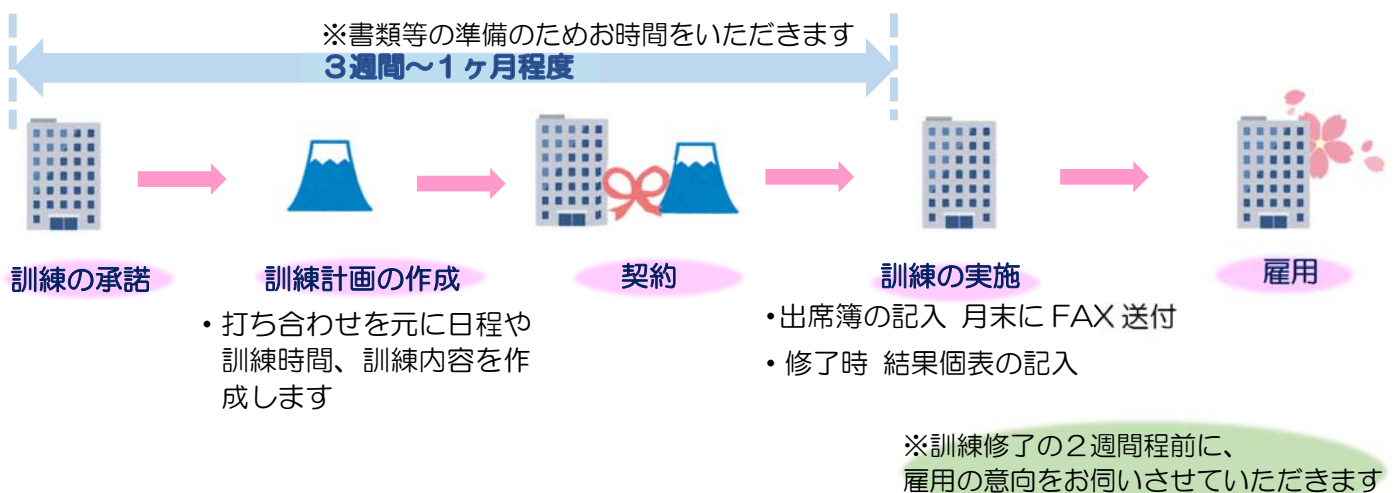 ※書類等の準備のためお時間をいただきます
３週間～１ヶ月程度
訓練の承諾
訓練計画の作成
契約
訓練の実施
雇用
・打ち合わせを元に日程や
訓練時間、訓練内容を作
成します
・出席簿の記入 月末に FAX 送付
・修了時 結果個表の記入
※訓練修了の２週間程前に、
雇用の意向をお伺いさせていただきます